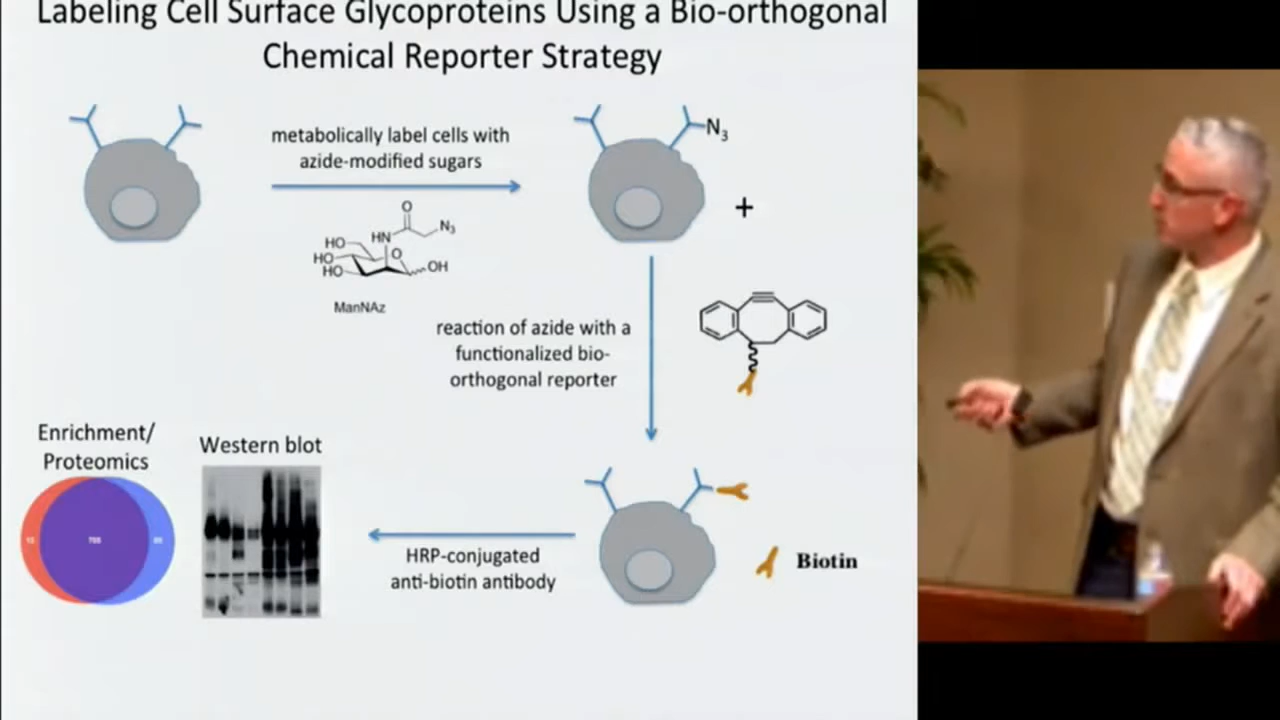 Labeling Cell Surface Glycoproteins Using a Bio-orthogonal
Chemical Reporter Strategy
metabolically label cells with
azide-modified sugars
N3
+
O
N3
HN
HO
HO
HO
O
OH
ManNAz
reaction of azide with a
functionalized bio-
orthogonal reporter
Enrichment/
Proteomics
Western blot
HRP-conjugated
anti-biotin antibody
Biotin